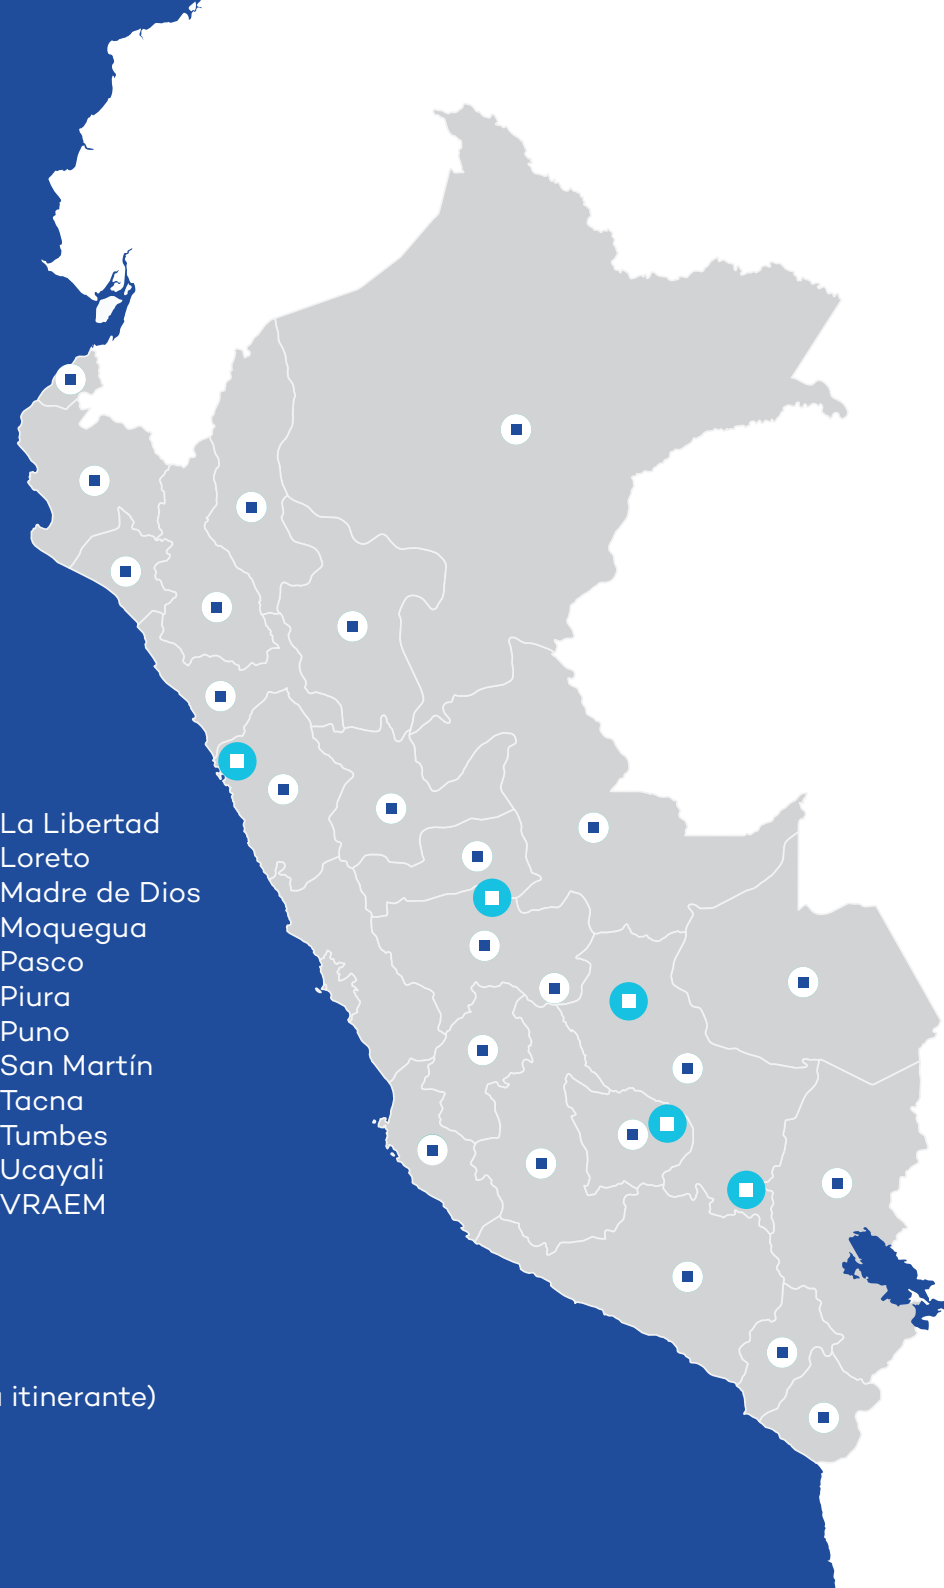 La Libertad
Loreto
Madre de Dios
Moquegua
Pasco
Piura
Puno
San Martín
Tacna
Tumbes
Ucayali
VRAEM
itinerante)